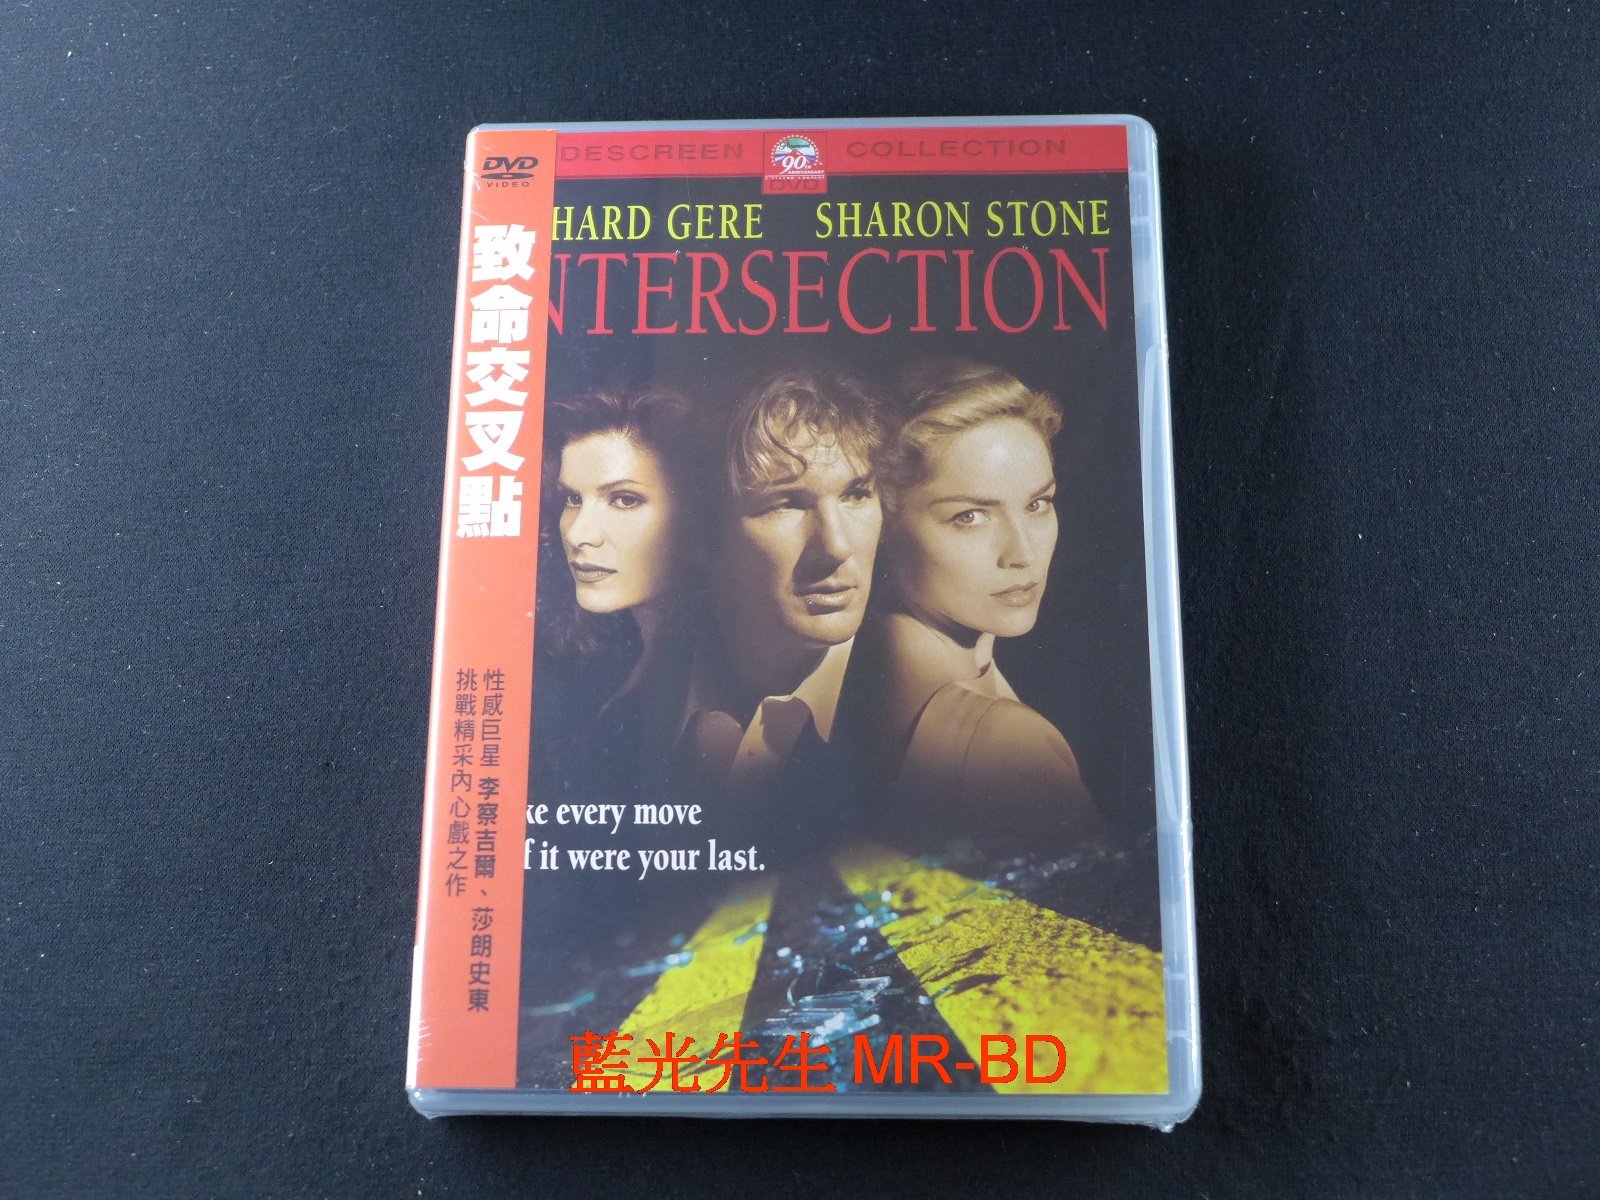 DVD
VIDEO
致命交叉點
性感巨星 李察吉爾、莎朗史東
挑戰精采內心戲之作
DESCREEN COLLECTION
90TH
ANNIVERSARY
DVD
HARD GERE SHARON STONE
NTERSECTION
ke every move
f it were your last.
藍光先生 MR-BD